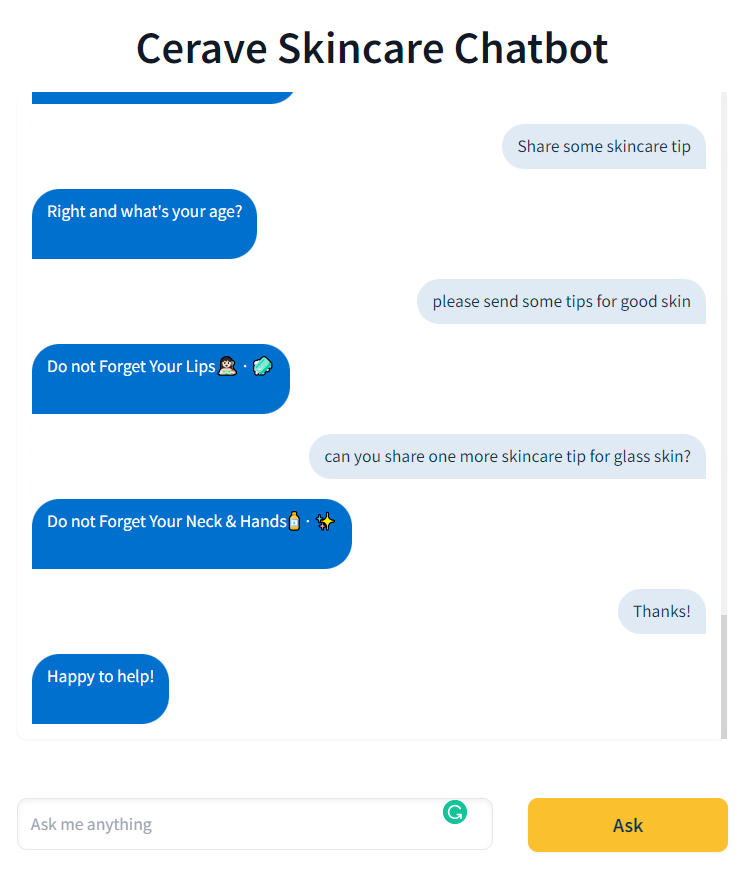 Cerave Skincare Chatbot
Share some skincare tip
Right and what's your age?
please send some tips for good skin
Do not Forget Your Lips🧖🏻‍♀️ · 🧼
can you share one more skincare tip for glass skin?
Do not Forget Your Neck & Hands🧴 · ✨
Thanks!
Happy to help!
Ask me anything
Ask